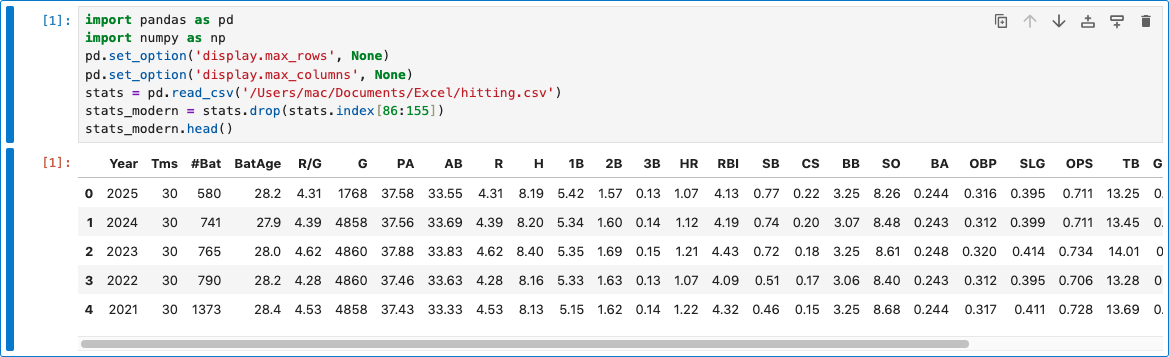 [1]: import pandas as pd
import numpy as np
pd.set_option('display.max_rows', None)
pd.set_option('display.max_columns', None)
stats = pd.read_csv('/Users/mac/Documents/Excel/hitting.csv')
stats_modern = stats.drop(stats.index[86:155])
stats_modern.head()
[1]: Year Tms #Bat BatAge R/G G PA AB R H 1B 2B 3B HR RBI SB CS BB SO BA OBP SLG OPS TB G
0 2025 30 580 28.2 4.31 1768 37.58 33.55 4.31 8.19 5.42 1.57 0.13 1.07 4.13 0.77 0.22 3.25 8.26 0.244 0.316 0.395 0.711 13.25 0.
1 2024 30 741 27.9 4.39 4858 37.56 33.69 4.39 8.20 5.34 1.60 0.14 1.12 4.19 0.74 0.20 3.07 8.48 0.243 0.312 0.399 0.711 13.45 0.
2 2023 30 765 28.0 4.62 4860 37.88 33.83 4.62 8.40 5.35 1.69 0.15 1.21 4.43 0.72 0.18 3.25 8.61 0.248 0.320 0.414 0.734 14.01 0
3 2022 30 790 28.2 4.28 4860 37.46 33.63 4.28 8.16 5.33 1.63 0.13 1.07 4.09 0.51 0.17 3.06 8.40 0.243 0.312 0.395 0.706 13.28 0.
4 2021 30 1373 28.4 4.53 4858 37.43 33.33 4.53 8.13 5.15 1.62 0.14 1.22 4.32 0.46 0.15 3.25 8.68 0.244 0.317 0.411 0.728 13.69 0.